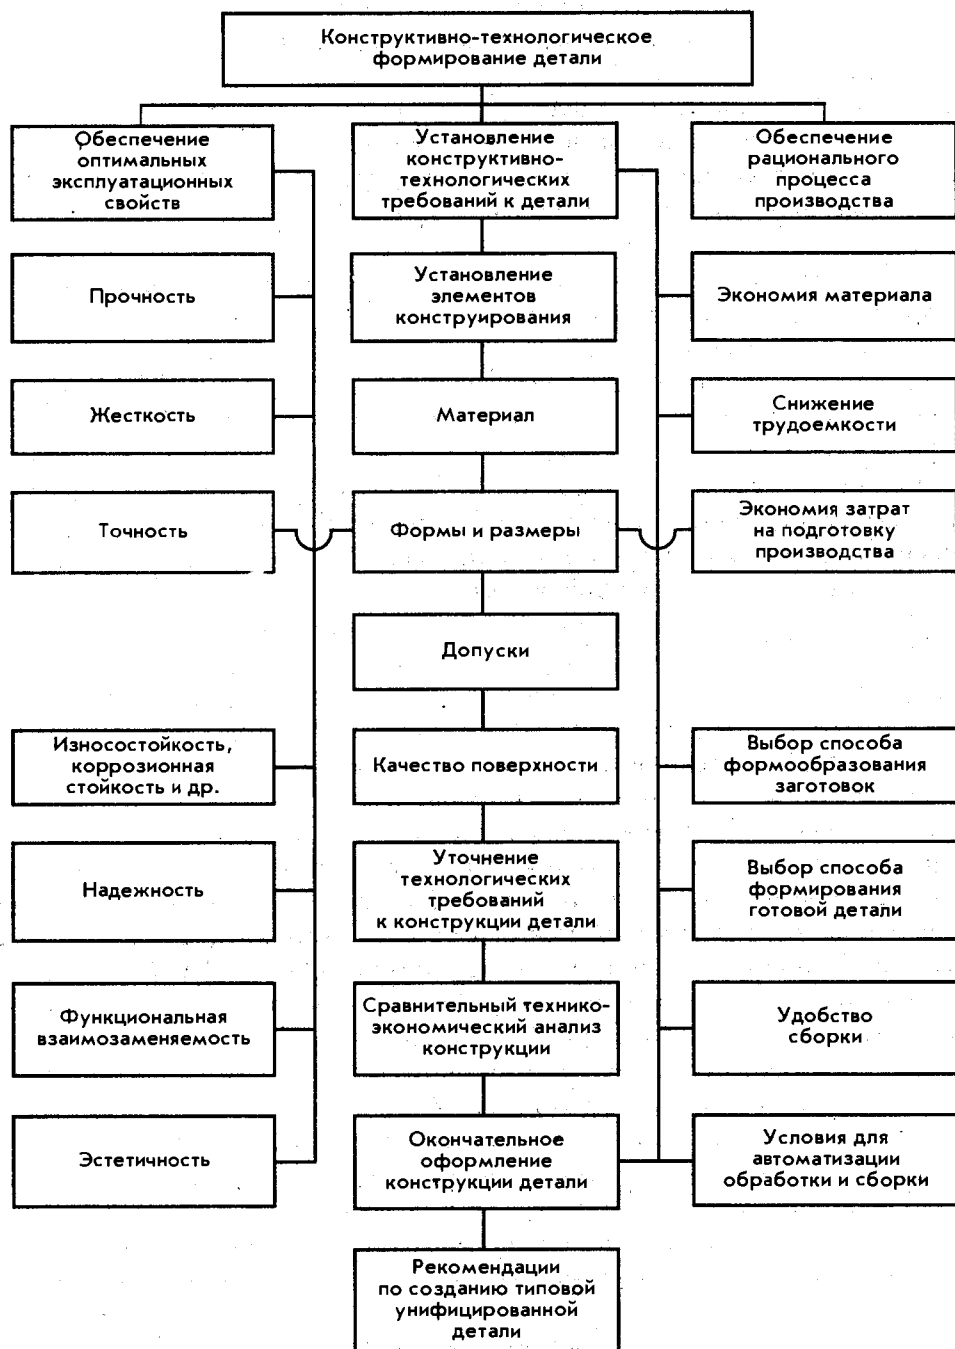 Конструктивно-технологическое
формирование детали
Обеспечение
оптимальных
эксплуатационных
свойств
Установление
конструктивно-
технологических
требований к детали
Обеспечение
рационального
процесса
производства
Прочность
Установление
элементов
конструирования
Экономия материала
Жесткость
Материал
Снижение
трудоемкости
Точность
Формы и размеры
Экономия затрат
на подготовку
производства
Допуски
Износостойкость,
коррозионная
стойкость и др.
Качество поверхности
Выбор способа
формообразования
заготовок
Надежность
Уточнение
технологических
требований
к конструкции детали
Выбор способа
формирования
готовой детали
Функциональная
взаимозаменяемость
Сравнительный технико-
экономический анализ
конструкции
Удобство
сборки
Эстетичность
Окончательное
оформление
конструкции детали
Условия для
автоматизации
обработки и сборки
Рекомендации
по созданию типовой
унифицированной
детали